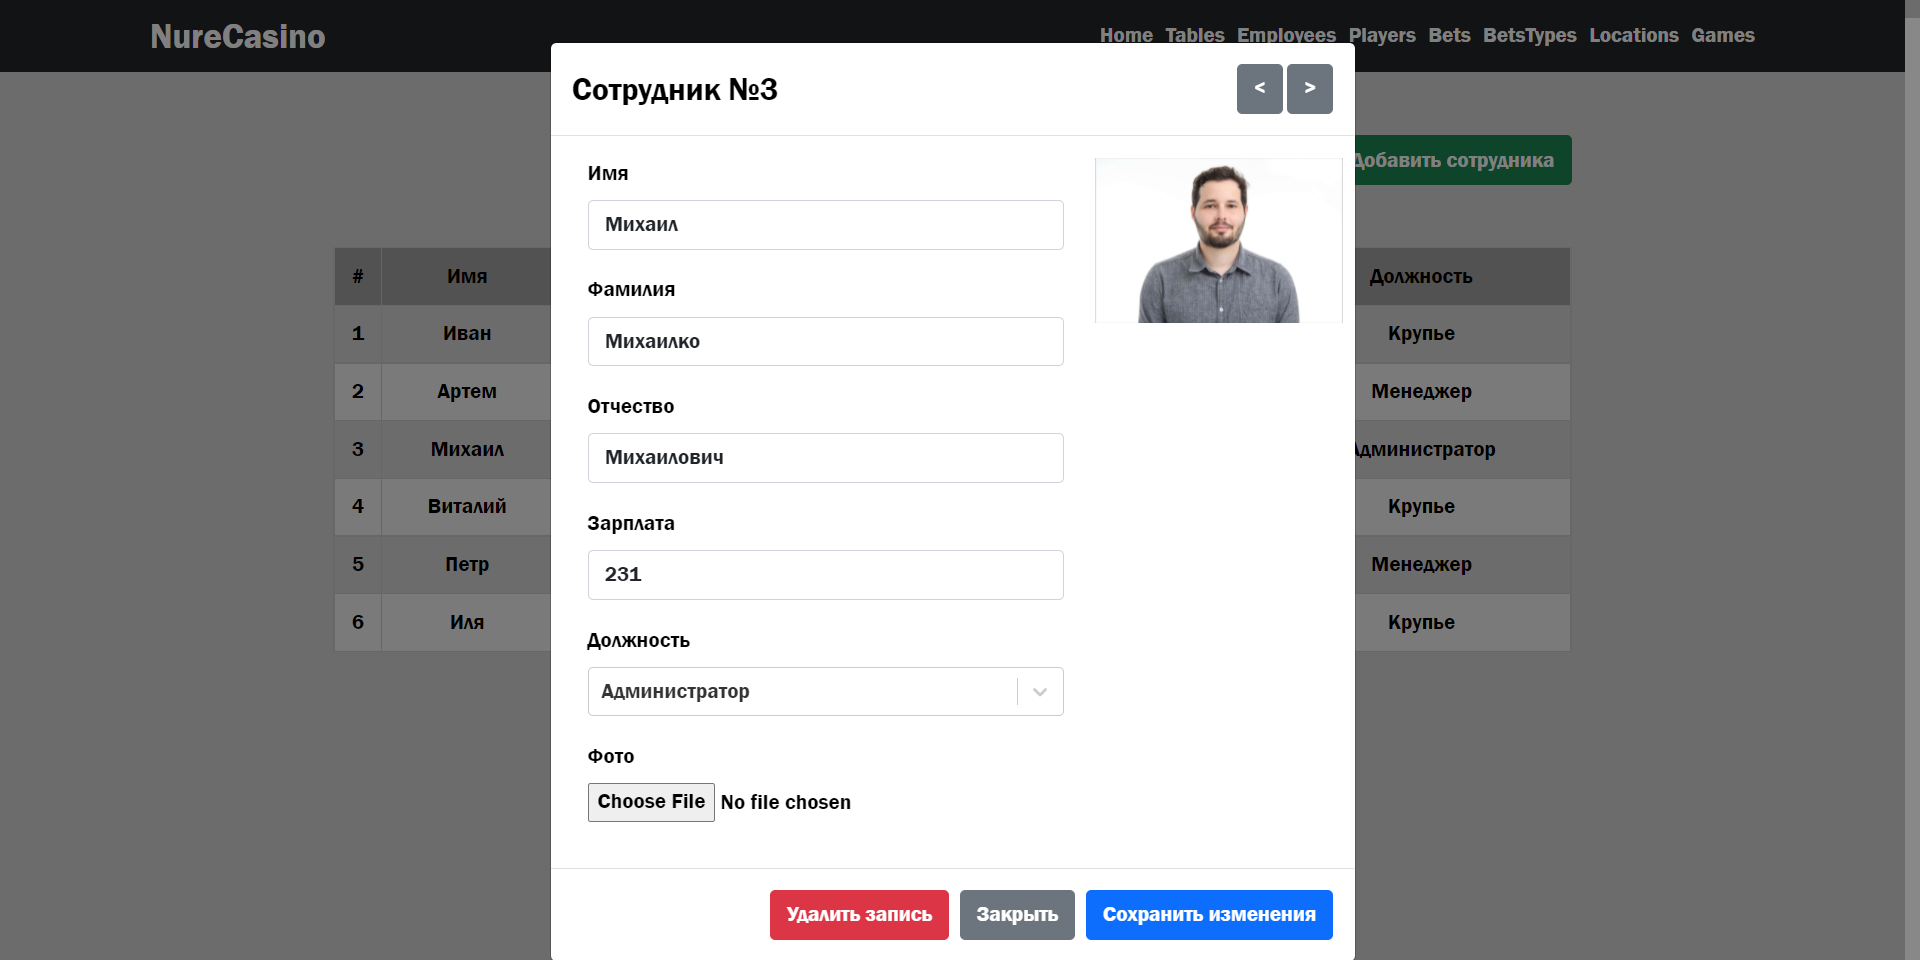 NureCasino
Home Tables Employees Players Bets BetsTypes Locations Games
Сотрудник №3
< >
Добавить сотрудника
Имя
Михаил
Фамилия
Михаилко
Отчество
Михаилович
Зарплата
231
Должность
Администратор
Фото
Choose File No file chosen
Удалить запись Закрыть Сохранить изменения
# Имя Должность
1 Иван Крупье
2 Артем Менеджер
3 Михаил Администратор
4 Виталий Крупье
5 Петр Менеджер
6 Иля Крупье